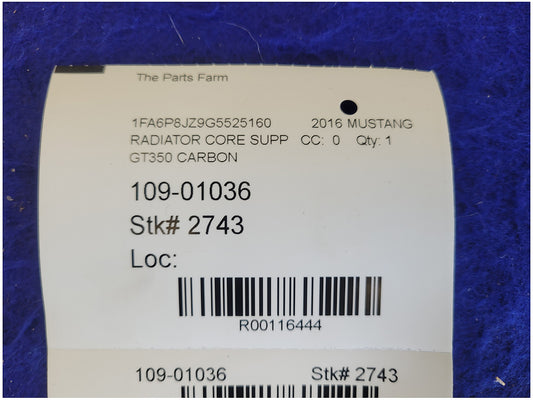 The Parts Farm
1FA6P8JZ9G5525160 2016 MUSTANG
RADIATOR CORE SUPP CC: 0 Qty: 1
GT350 CARBON
109-01036
Stk# 2743
Loc:
R00116444
109-01036 Stk# 2743